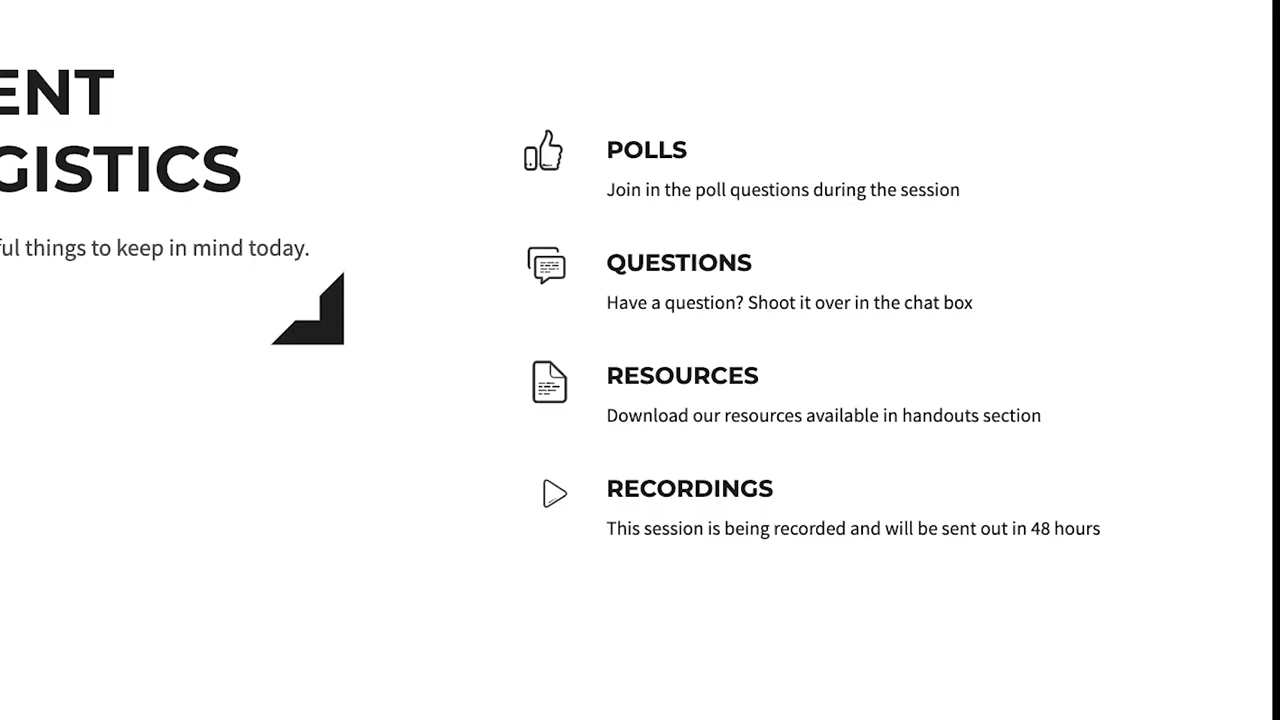 ENT
GISTICS
ful things to keep in mind today.
POLLS
Join in the poll questions during the session
QUESTIONS
Have a question? Shoot it over in the chat box
RESOURCES
Download our resources available in handouts section
RECORDINGS
This session is being recorded and will be sent out in 48 hours